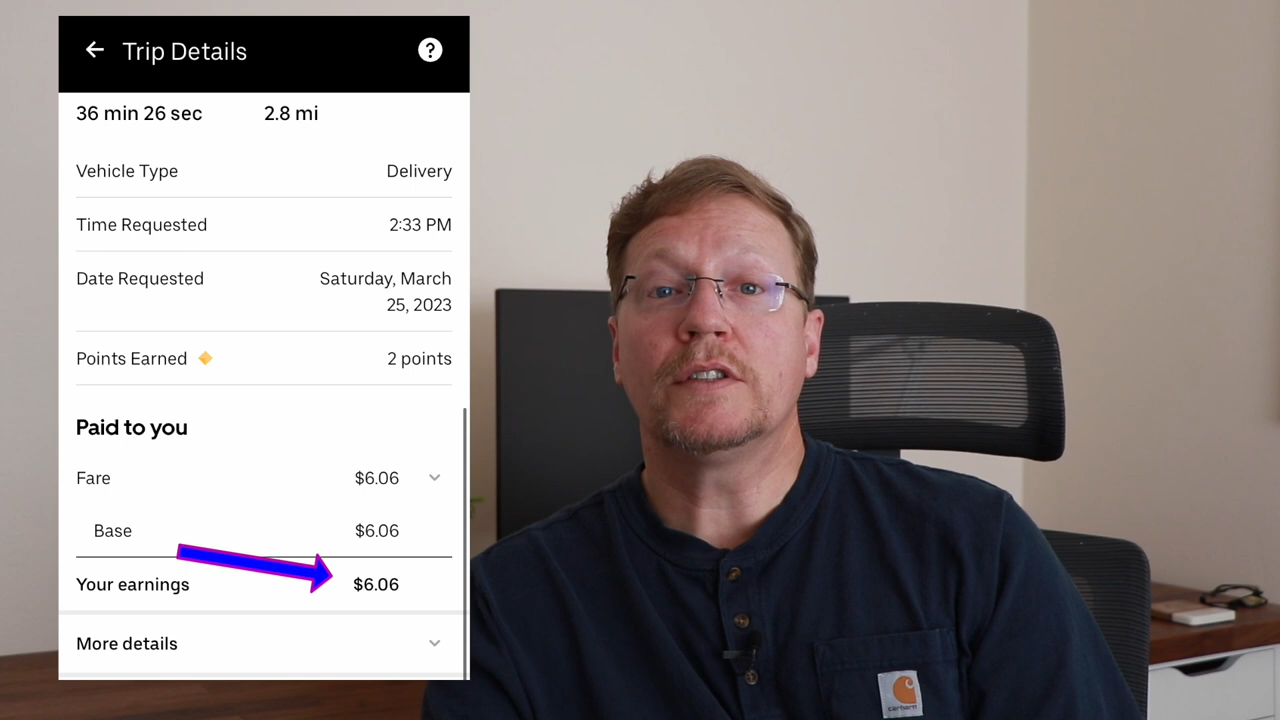 Trip Details
?
36 min 26 sec 2.8 mi
Vehicle Type Delivery
Time Requested 2:33 PM
Date Requested Saturday, March
25, 2023
Points Earned 2 points
Paid to you
Fare $6.06
Base $6.06
Your earnings $6.06
More details
carhartt